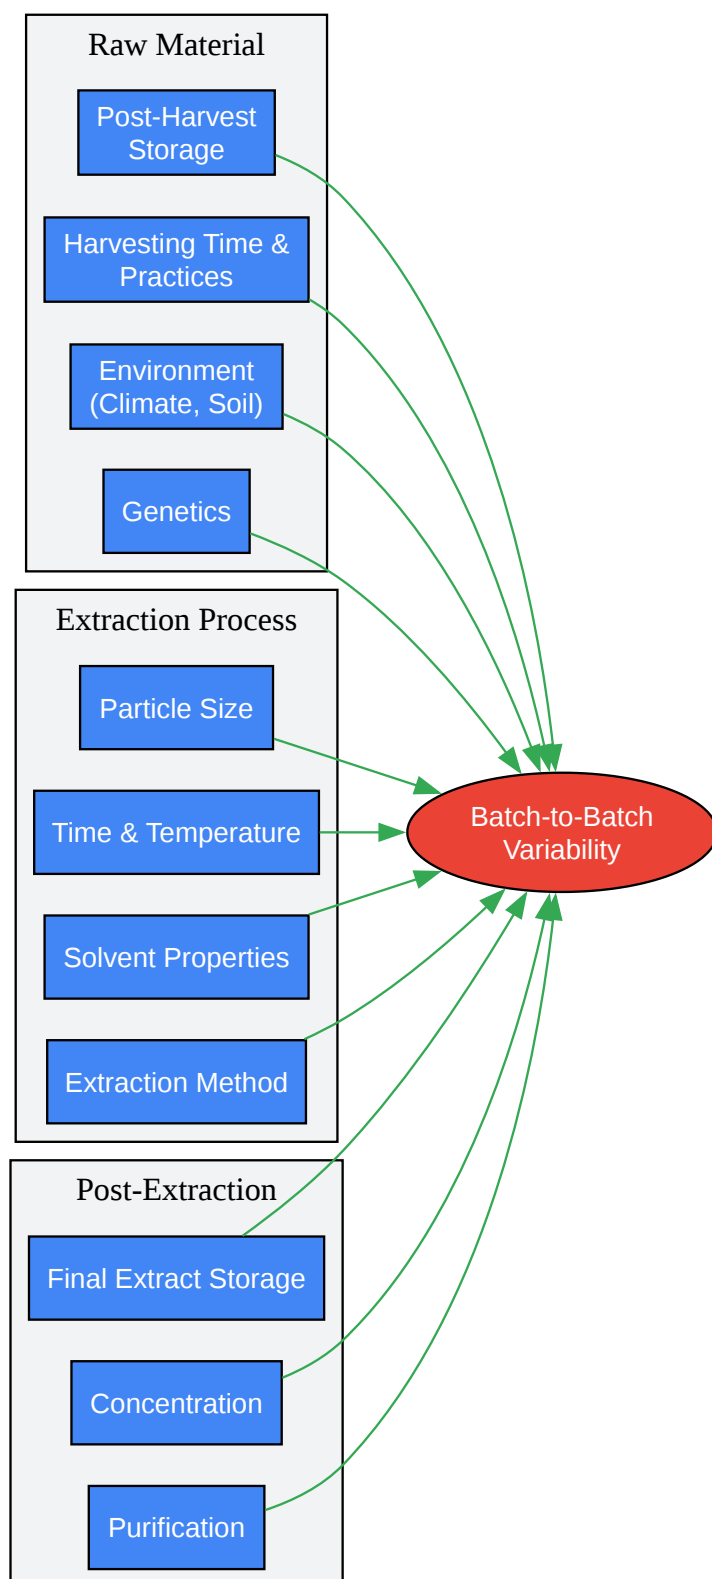 Raw Material
Post-Harvest
Storage
Harvesting Time &
Practices
Environment
(Climate, Soil)
Genetics
Extraction Process
Particle Size
Time & Temperature
Solvent Properties
Extraction Method
Batch-to-Batch
Variability
Post-Extraction
Final Extract Storage
Concentration
Purification